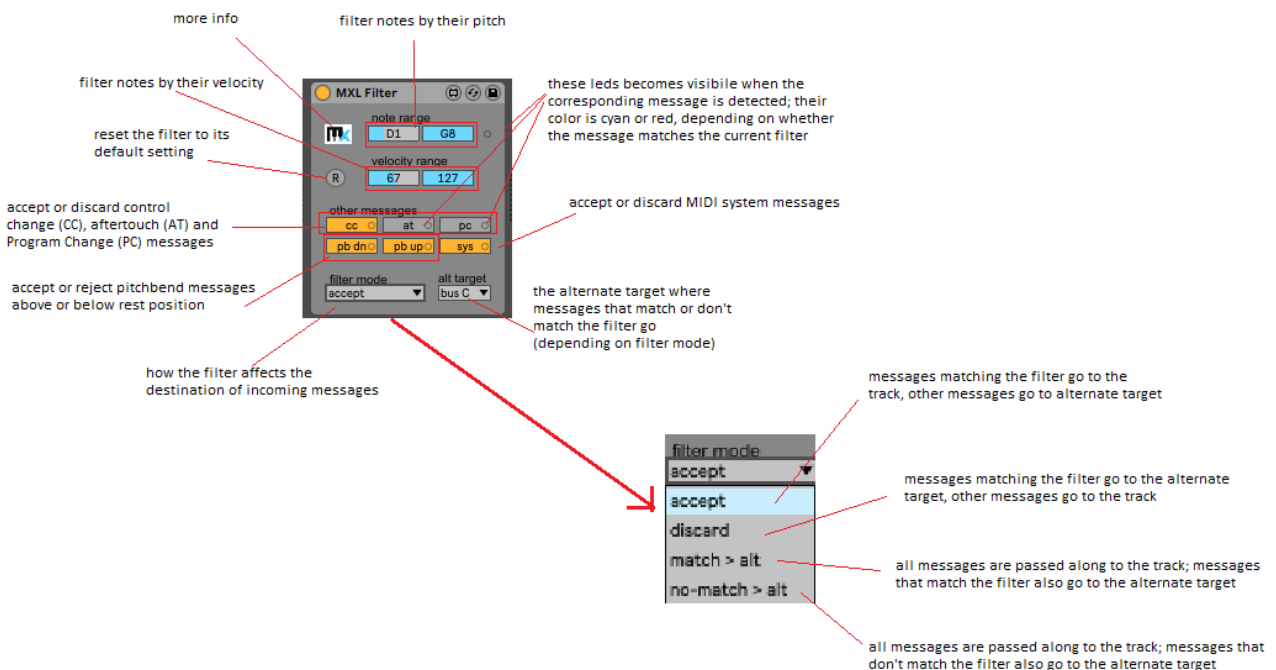 more info
filter notes by their pitch
filter notes by their velocity
these leds becomes visibile when the
corresponding message is detected; their
color is cyan or red, depending on whether
the message matches the current filter
reset the filter to its
default setting
MXL Filter
note range
mx
D1
G8
velocity range
R
67
127
accept or discard control
change (CC), aftertouch (AT) and
Program Change (PC) messages
other messages
cc
at
pc
pb dn
pb up
sys
accept or discard MIDI system messages
accept or reject pitchbend messages
above or below rest position
filter mode
alt target
accept
bus C
the alternate target where
messages that match or don't
match the filter go
(depending on filter mode)
how the filter affects the
destination of incoming messages
messages matching the filter go to the
track, other messages go to alternate target
filter mode
accept
accept
discard
match > alt
no-match > alt
messages matching the filter go to the alternate
target, other messages go to the track
all messages are passed along to the track; messages
that match the filter also go to the alternate target
all messages are passed along to the track; messages that
don't match the filter also go to the alternate target